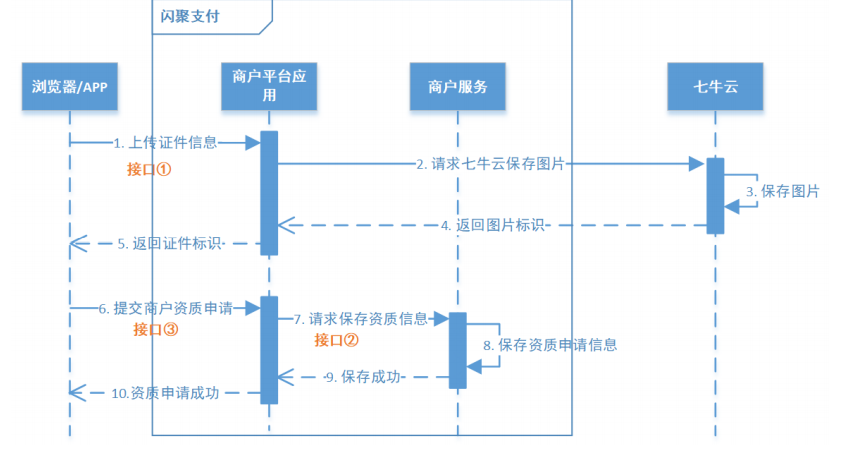 闪聚支付
浏览器/APP
商户平台应
用
商户服务
七牛云
1. 上传证件信息
接口①
2. 请求七牛云保存图片
3. 保存图片
4. 返回图片标识
5. 返回证件标识
6. 提交商户资质申请
接口③
7. 请求保存资质信息
接口②
8. 保存资质申请信息
9. 保存成功
10.资质申请成功